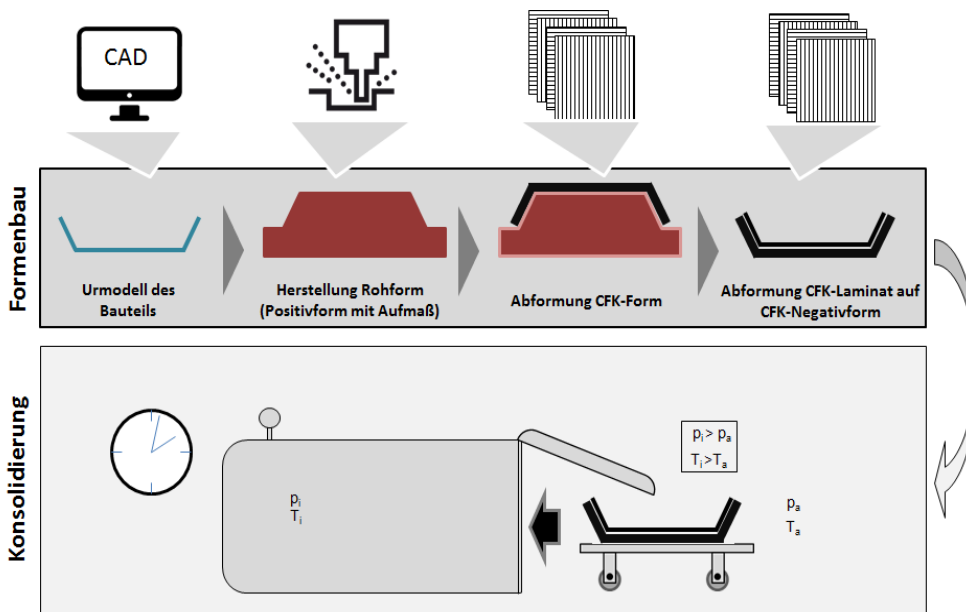 CAD
Formenbau
Urmodell des
Bauteils
Herstellung Rohform
(Positivform mit Aufmaß)
Abformung CFK-Form
Abformung CFK-Laminat auf
CFK-Negativform
Konsolidierung
pᵢ > pₐ
Tᵢ >Tₐ
pᵢ
Tᵢ
pₐ
Tₐ